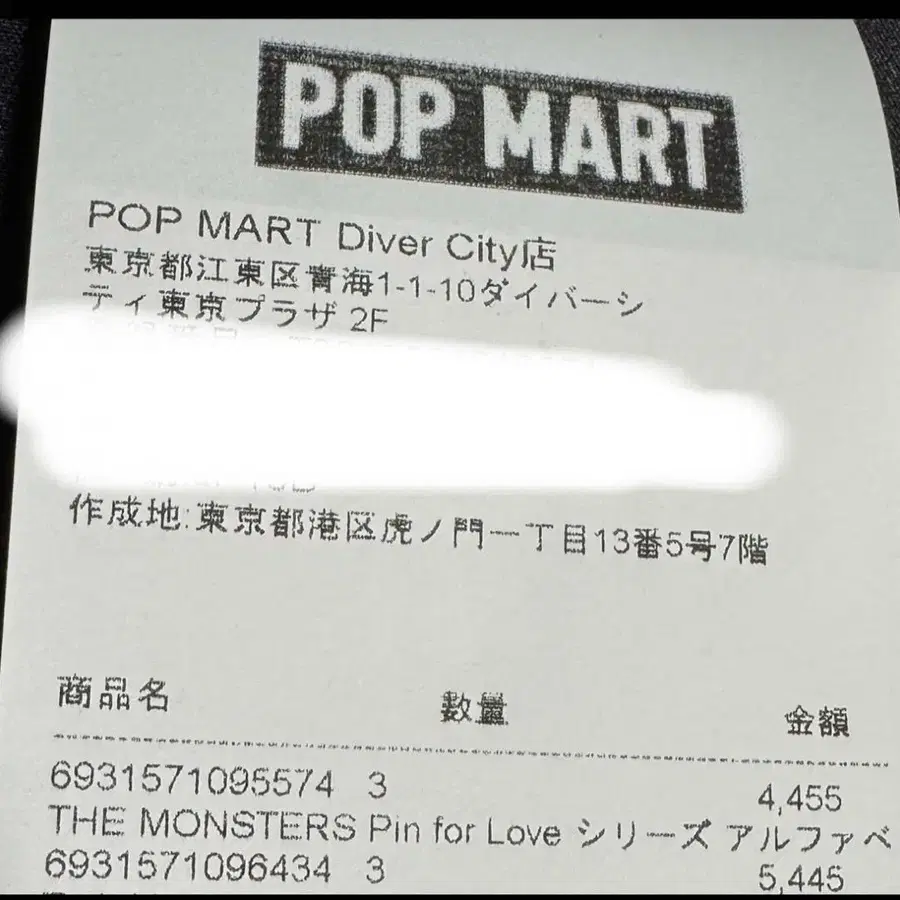 POP MART
POP MART Diver City店
東京都江東区青海1-1-10ダイバーシ
ティ東京プラザ 2F
作成地:東京都港区虎ノ門一丁目13番5号7階
商品名 数量 金額
6931571095574 3 4,455
THE MONSTERS Pin for Love シリーズ アルファベ
6931571096434 3 5,445